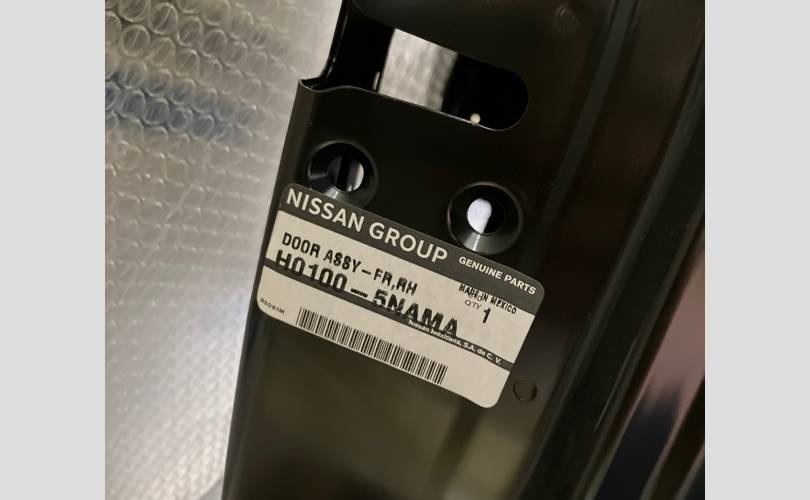 NISSAN GROUP GENUINE PARTS
DOOR ASSY-FR,RH
H0100-5NAMA
MADE IN MEXICO
QTY 1
Nissan Mexicana, S.A. de C. V.